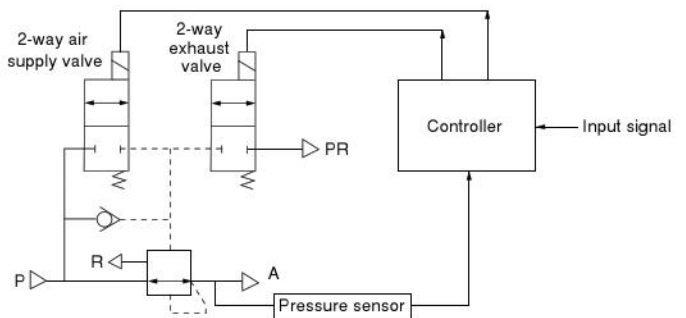 2-way air
supply valve
2-way
exhaust
valve
Controller
Input signal
PR
R
P
A
Pressure sensor